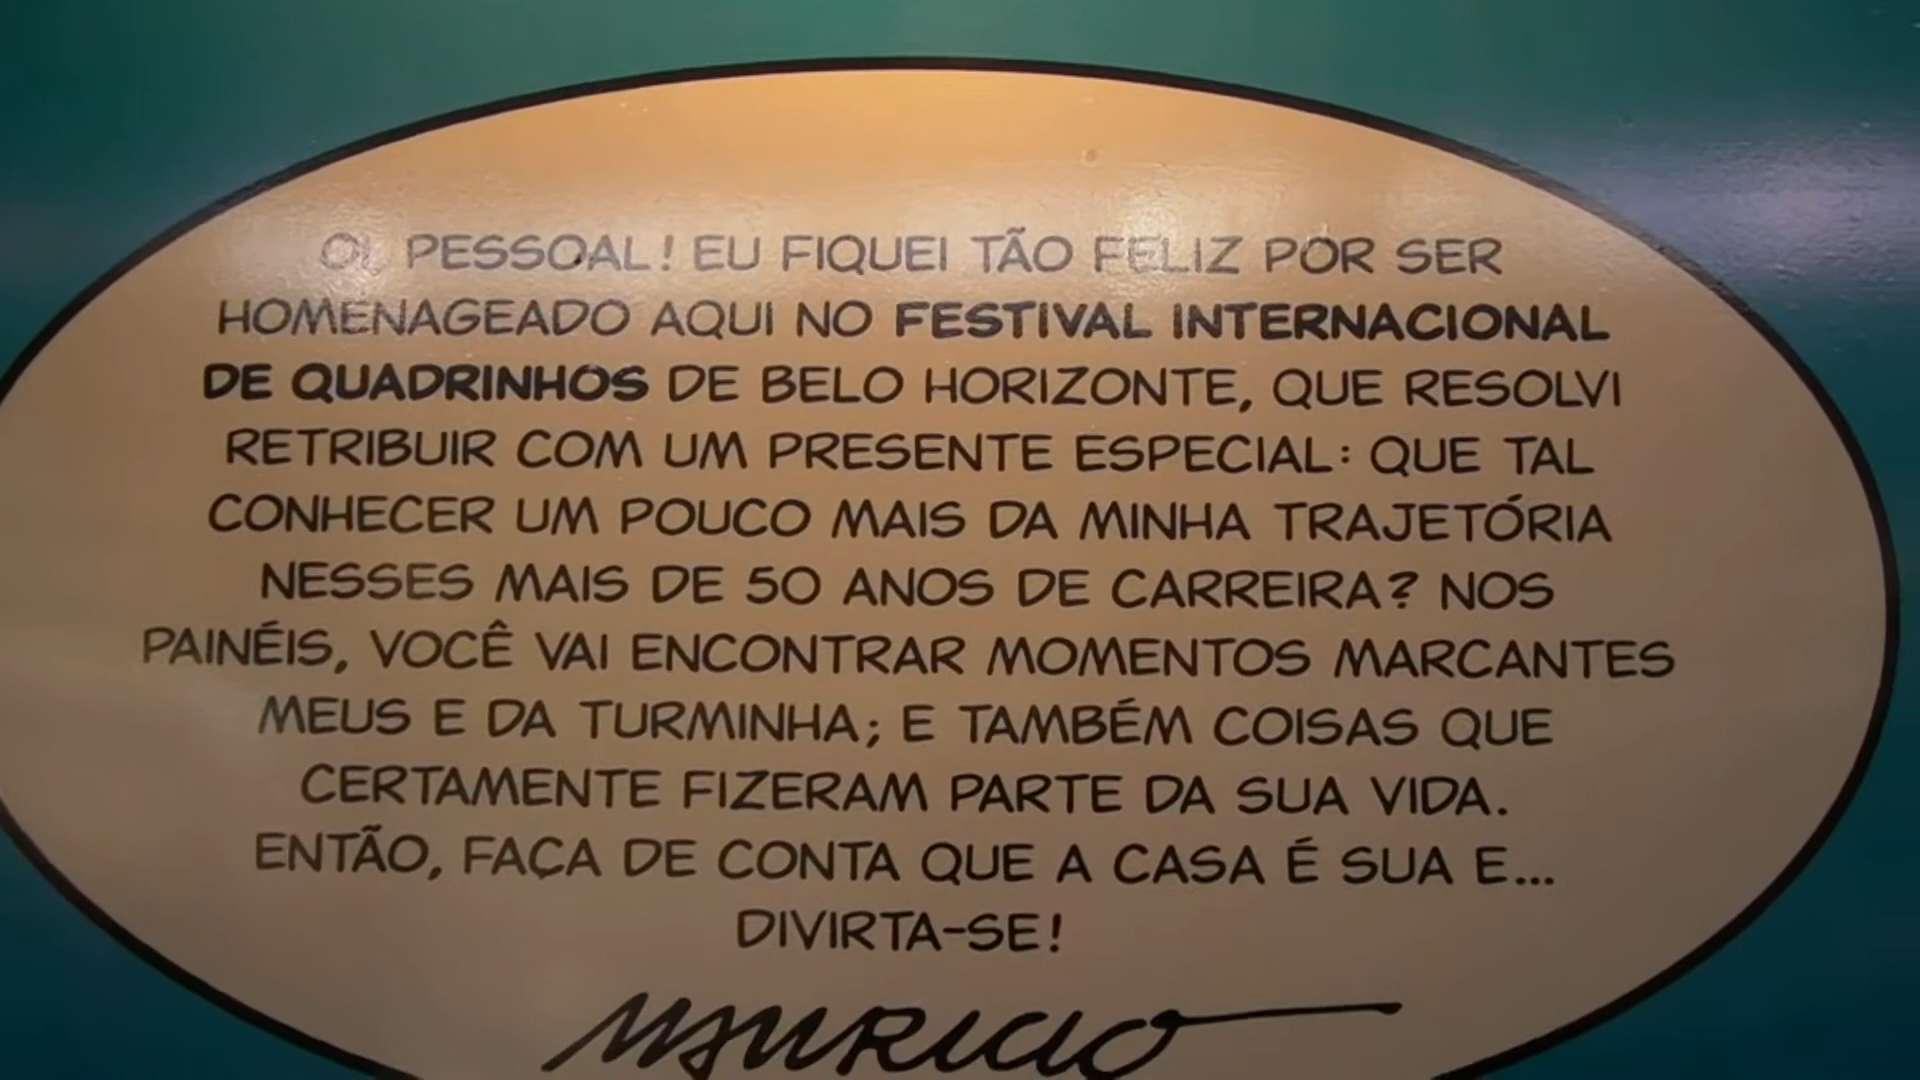 OI, PESSOAL! EU FIQUEI TÃO FELIZ POR SER
HOMENAGEADO AQUI NO FESTIVAL INTERNACIONAL
DE QUADRINHOS DE BELO HORIZONTE, QUE RESOLVI
RETRIBUIR COM UM PRESENTE ESPECIAL: QUE TAL
CONHECER UM POUCO MAIS DA MINHA TRAJETÓRIA
NESSES MAIS DE 50 ANOS DE CARREIRA? NOS
PAINÉIS, VOCÊ VAI ENCONTRAR MOMENTOS MARCANTES
MEUS E DA TURMINHA; E TAMBÉM COISAS QUE
CERTAMENTE FIZERAM PARTE DA SUA VIDA.
ENTÃO, FAÇA DE CONTA QUE A CASA É SUA E...
DIVIRTA-SE!
MAURICIO